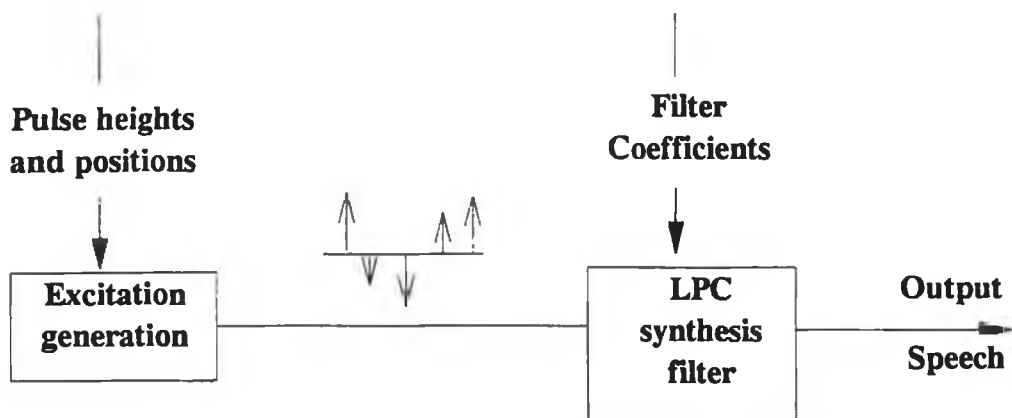 Pulse heights
and positions
Filter
Coefficients
Excitation
generation
LPC
synthesis
filter
Output
Speech